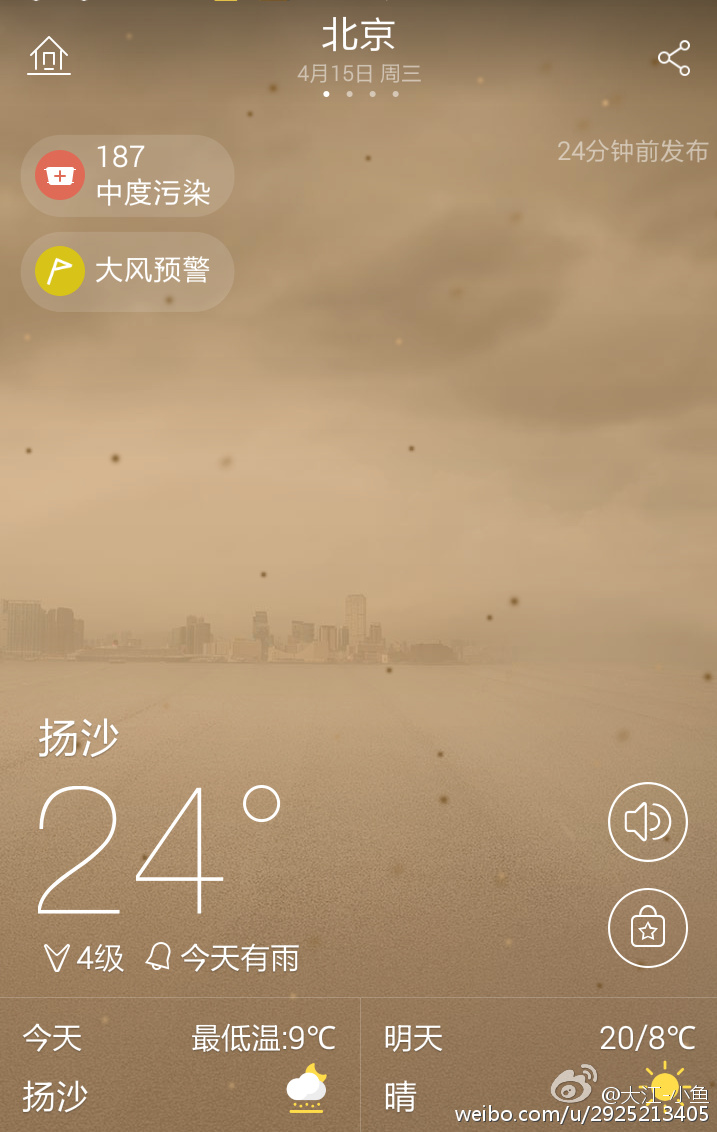 北京
4月15日 周三
24分钟前发布
187
中度污染
大风预警
扬沙
24°
4级 今天有雨
今天 最低温:9℃
扬沙
明天 20/8℃
晴
@大江-小鱼
weibo.com/u/2925213405